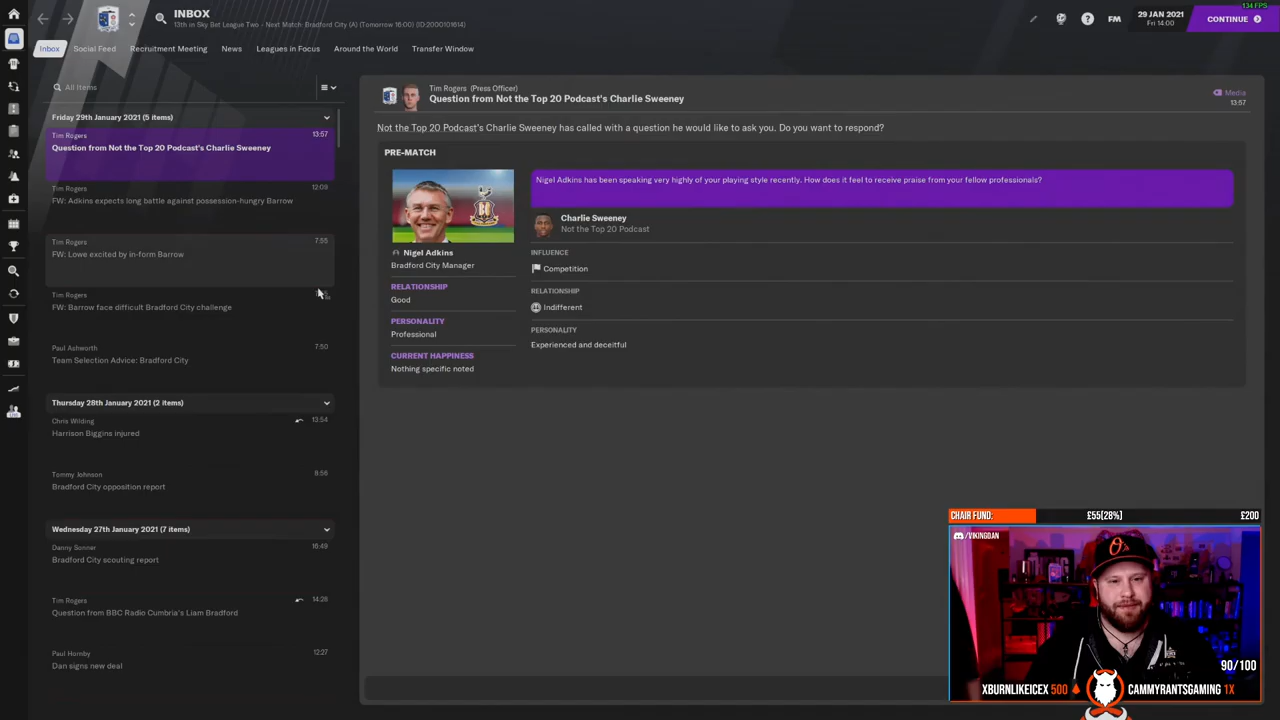 134 FPS
INBOX
13th in Sky Bet League Two - Next Match: Bradford City (A) (Tomorrow 16:00) (ID:2000101614)
FM
29 JAN 2021
Fri 14:00
CONTINUE
Inbox
Social Feed
Recruitment Meeting
News
Leagues in Focus
Around the World
Transfer Window
All Items
Friday 29th January 2021 (5 items)
Tim Rogers
13:57
Question from Not the Top 20 Podcast's Charlie Sweeney
Tim Rogers
12:09
FW: Adkins expects long battle against possession-hungry Barrow
Tim Rogers
7:55
FW: Lowe excited by in-form Barrow
Tim Rogers
FW: Barrow face difficult Bradford City challenge
Paul Ashworth
7:50
Team Selection Advice: Bradford City
Thursday 28th January 2021 (2 items)
Chris Wilding
13:54
Harrison Biggins injured
Tommy Johnson
8:56
Bradford City opposition report
Wednesday 27th January 2021 (7 items)
Danny Sonner
16:49
Bradford City scouting report
Tim Rogers
14:26
Question from BBC Radio Cumbria's Liam Bradford
Paul Hornby
12:27
Dan signs new deal
Tim Rogers (Press Officer)
Question from Not the Top 20 Podcast's Charlie Sweeney
Media
13:57
Not the Top 20 Podcast's Charlie Sweeney has called with a question he would like to ask you. Do you want to respond?
PRE-MATCH
Nigel Adkins
Bradford City Manager
RELATIONSHIP
Good
PERSONALITY
Professional
CURRENT HAPPINESS
Nothing specific noted
Nigel Adkins has been speaking very highly of your playing style recently. How does it feel to receive praise from your fellow professionals?
Charlie Sweeney
Not the Top 20 Podcast
INFLUENCE
Competition
RELATIONSHIP
Indifferent
PERSONALITY
Experienced and deceitful
CHAIR FUND:
£55(28%)
£200
/VIKINGDAN
90/100
XBURNLIKEICEX 500
CAMMYRANTSGAMING 1X